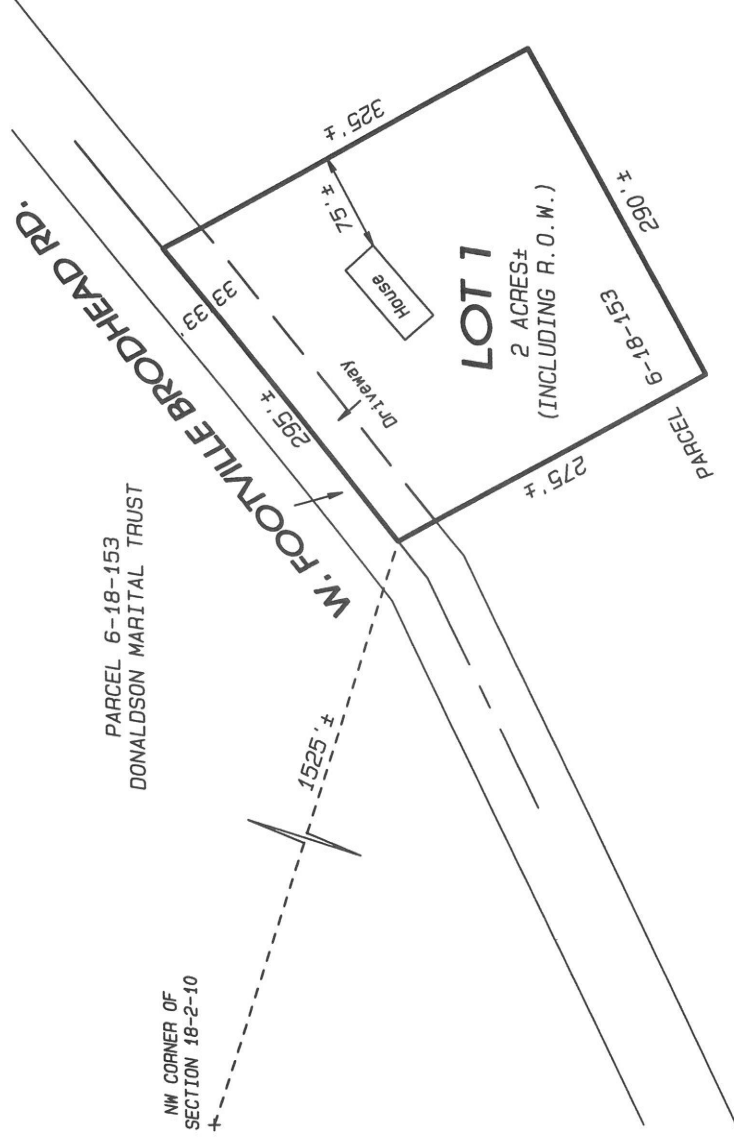 W. FOOTVILLE BRODHEAD RD.
PARCEL 6-18-153
DONALDSON MARITAL TRUST
NW CORNER OF
SECTION 18-2-10
1525'±
33'
33
295'±
325'±
75'±
House
Driveway
LOT 1
2 ACRES±
(INCLUDING R.O.W.)
290'±
275'±
PARCEL 6-18-153